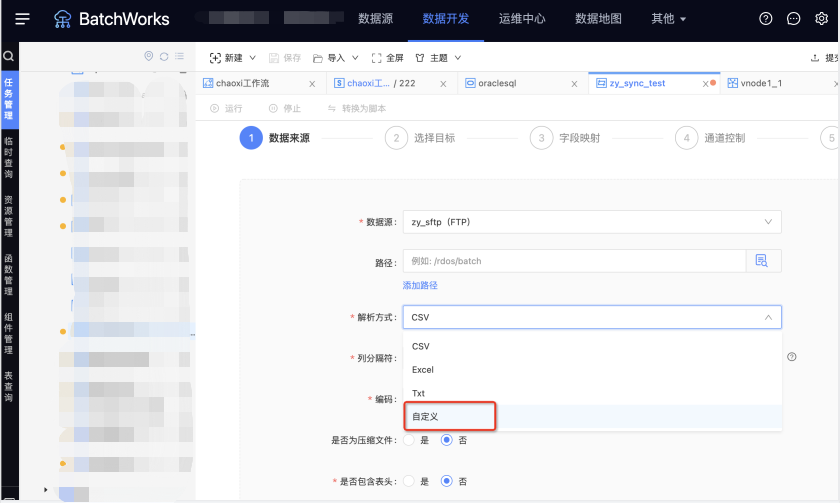 BatchWorks 数据源 数据开发 运维中心 数据地图 其他
新建 保存 导入 全屏 主题
chaoxi工作流 chaoxi工... / 222 oraclesql zy_sync_test vnode1_1
运行 停止 转换为脚本
任务管理
临时查询
资源管理
函数管理
组件管理
表查询
1 数据来源 2 选择目标 3 字段映射 4 通道控制 5
* 数据源: zy_sftp（FTP）
路径: 例如: /rdos/batch
添加路径
* 解析方式: CSV
CSV
* 列分隔符:
Excel
Txt
* 编码:
自定义
是否为压缩文件: 是 否
* 是否包含表头: 是 否